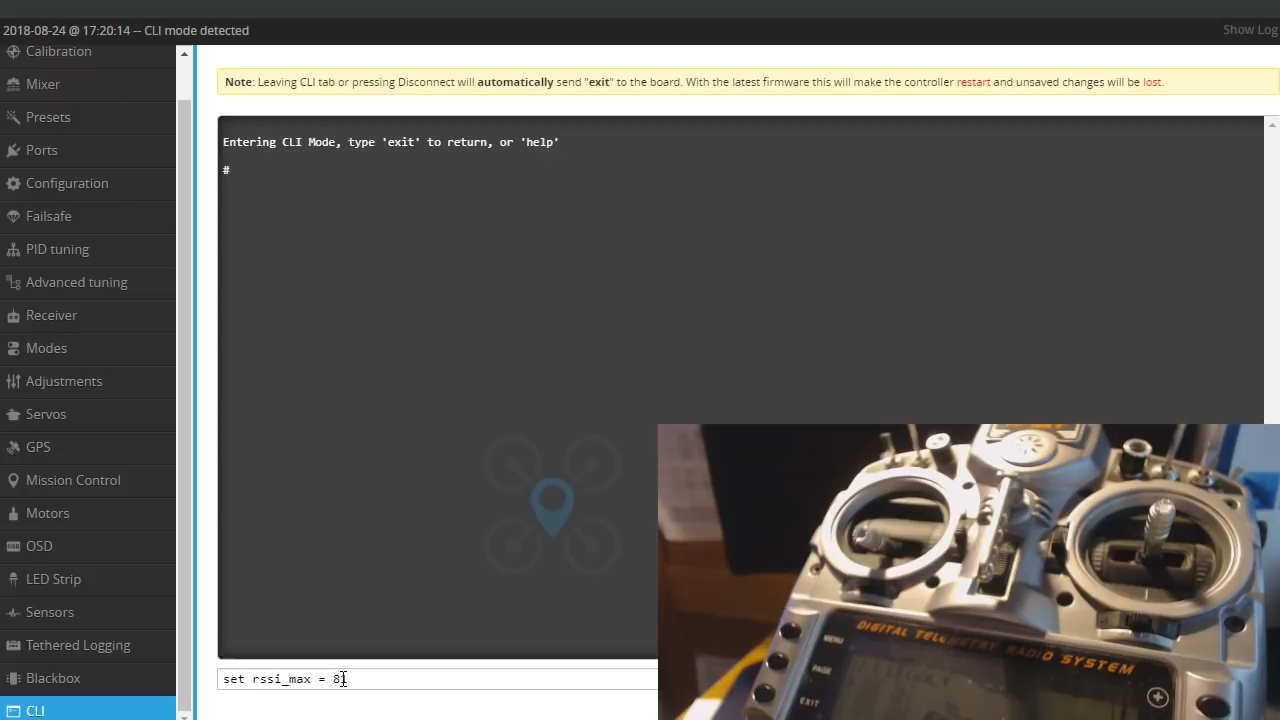 2018-08-24 @ 17:20:14 -- CLI mode detected
Show Log
Calibration
Mixer
Presets
Ports
Configuration
Failsafe
PID tuning
Advanced tuning
Receiver
Modes
Adjustments
Servos
GPS
Mission Control
Motors
OSD
LED Strip
Sensors
Tethered Logging
Blackbox
CLI
Note: Leaving CLI tab or pressing Disconnect will automatically send "exit" to the board. With the latest firmware this will make the controller restart and unsaved changes will be lost.
Entering CLI Mode, type 'exit' to return, or 'help'
#
set rssi_max = 81
DIGITAL TELEMETRY RADIO SYSTEM
MENU
PAGE
EXIT